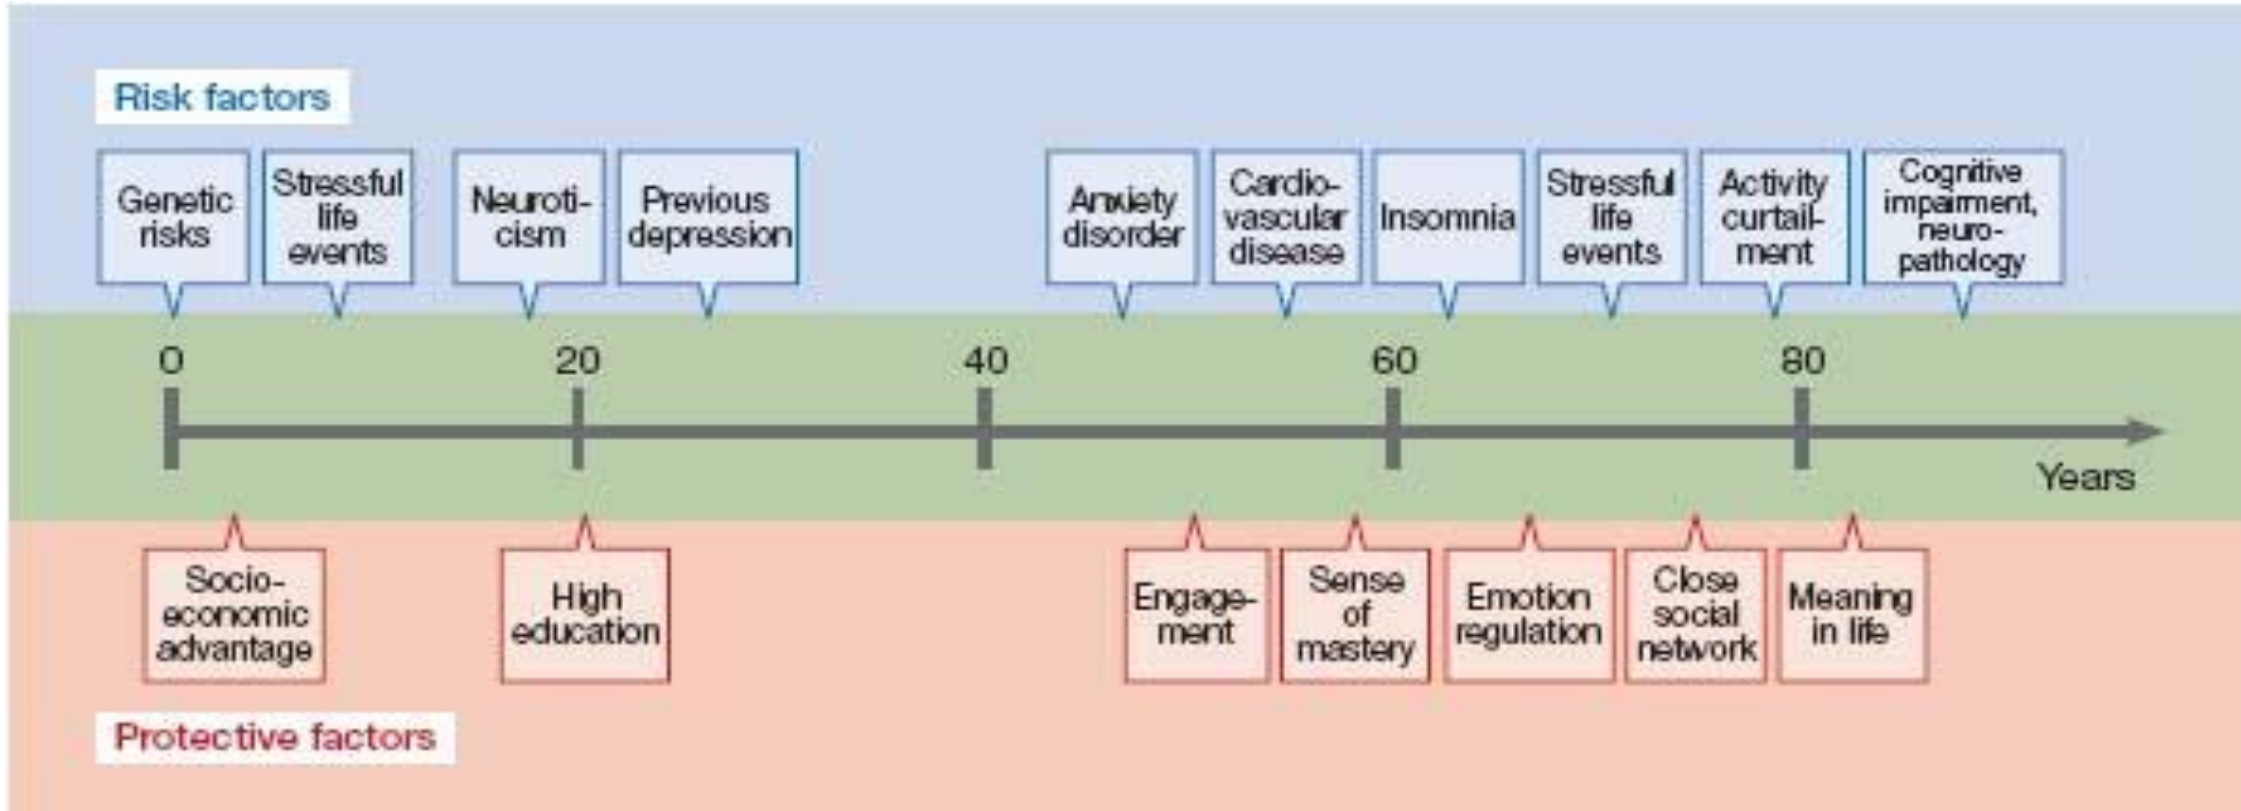 Risk factors
Genetic
risks
Stressful
life
events
Neuroti-
cism
Previous
depression
Anxiety
disorder
Cardio-
vascular
disease
Insomnia
Stressful
life
events
Activity
curtail-
ment
Cognitive
impairment,
neuro-
pathology
0 20 40 60 80
Years
Socio-
economic
advantage
High
education
Engage-
ment
Sense
of
mastery
Emotion
regulation
Close
social
network
Meaning
in life
Protective factors